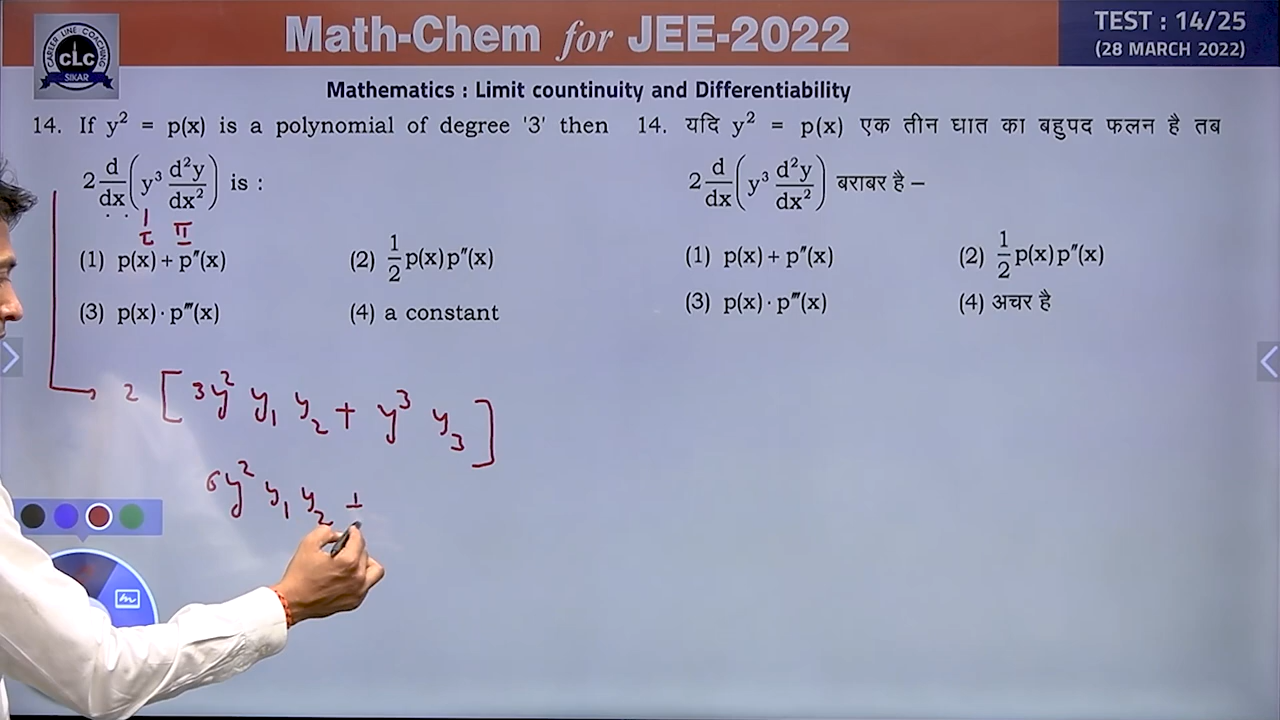 CAREER LINE COACHING
CLC
SIKAR
Math-Chem for JEE-2022
TEST : 14/25
(28 MARCH 2022)
Mathematics : Limit countinuity and Differentiability
14. If y² = p(x) is a polynomial of degree '3' then
2 d/dx (y³ d²y/dx²) is :
I II
(1) p(x) + p″(x) (2) 1/2 p(x) p″(x)
(3) p(x) · p‴(x) (4) a constant
14. यदि y² = p(x) एक तीन घात का बहुपद फलन है तब
2 d/dx (y³ d²y/dx²) बराबर है –
(1) p(x) + p″(x) (2) 1/2 p(x) p″(x)
(3) p(x) · p‴(x) (4) अचर है
2 [ 3y² y₁ y₂ + y³ y₃ ]
6y² y₁ y₂ +